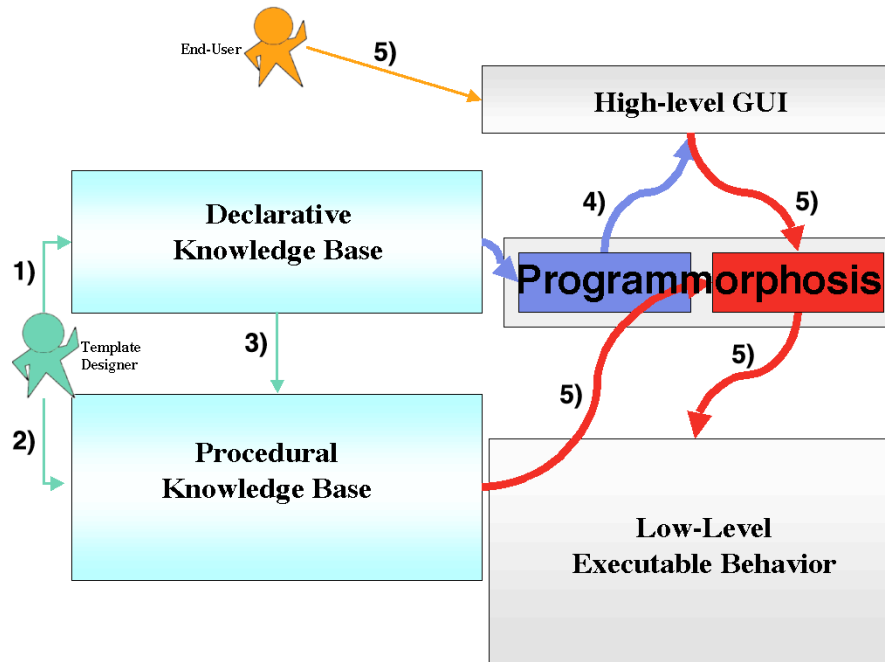 End-User
5)
High-level GUI
Declarative
Knowledge Base
4)
5)
1)
Programmorphosis
Template
Designer
3)
5)
5)
2)
Procedural
Knowledge Base
Low-Level
Executable Behavior